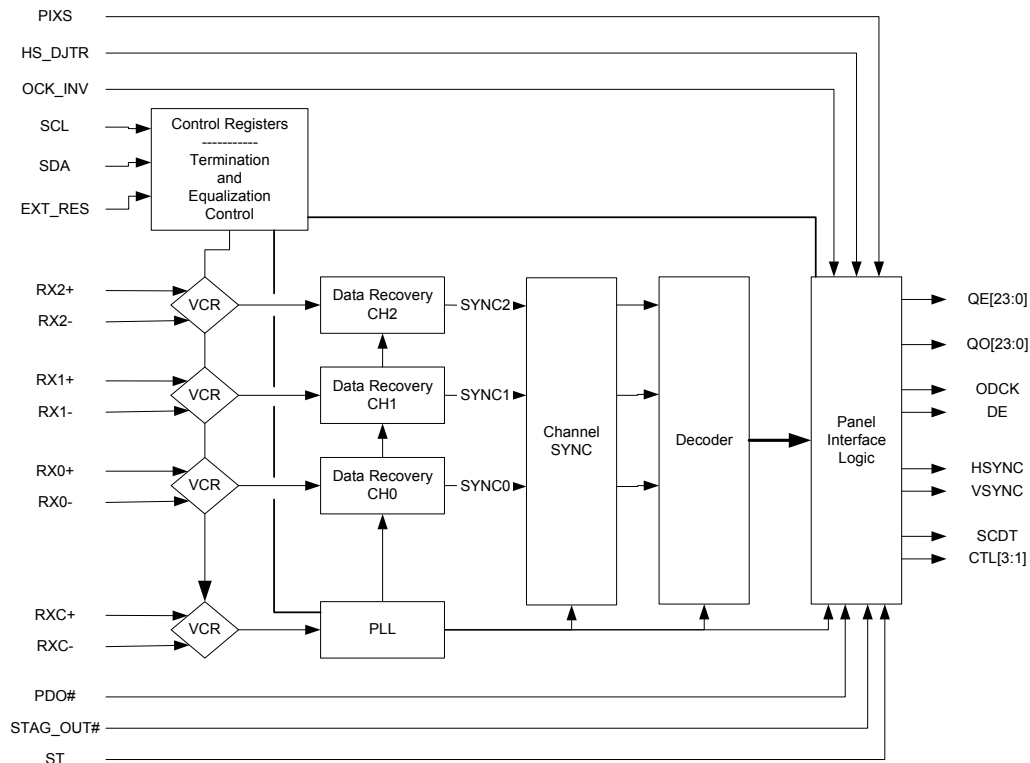 PIXS
HS_DJTR
OCK_INV
SCL
SDA
EXT_RES
Control Registers
-----------
Termination
and
Equalization
Control
RX2+
RX2-
VCR
Data Recovery
CH2
SYNC2
RX1+
RX1-
VCR
Data Recovery
CH1
SYNC1
RX0+
RX0-
VCR
Data Recovery
CH0
SYNC0
RXC+
RXC-
VCR
PLL
Channel
SYNC
Decoder
Panel
Interface
Logic
QE[23:0]
QO[23:0]
ODCK
DE
HSYNC
VSYNC
SCDT
CTL[3:1]
PDO#
STAG_OUT#
ST